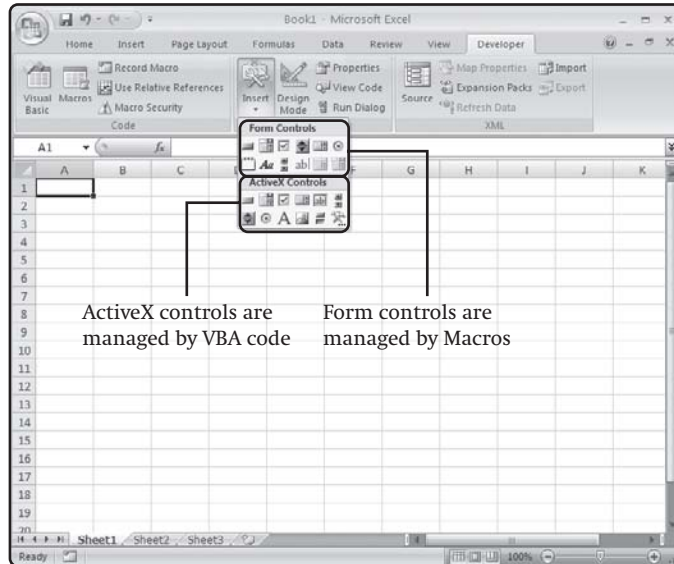 Book1 - Microsoft Excel
Home Insert Page Layout Formulas Data Review View Developer
Visual Basic
Macros
Record Macro
Use Relative References
Macro Security
Code
Insert
Design Mode
Properties
View Code
Run Dialog
Source
Map Properties
Expansion Packs
Refresh Data
Import
Export
XML
Form Controls
Aa ab
ActiveX Controls
A
A1 fx
A B C F G H I J K
1
2
3
4
5
6
7
8
9
10
11
12
13
14
15
16
17
18
19
20
ActiveX controls are
managed by VBA code
Form controls are
managed by Macros
Sheet1 Sheet2 Sheet3
Ready 100%